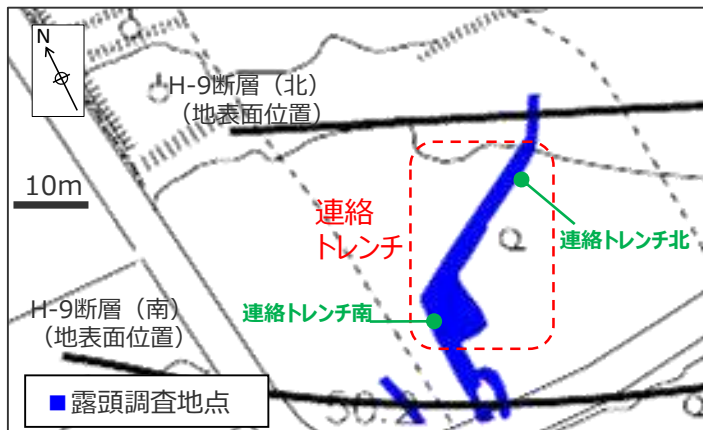 N
H-9断層（北）
（地表面位置）
10m
連絡
トレンチ
連絡トレンチ北
連絡トレンチ南
H-9断層（南）
（地表面位置）
■露頭調査地点